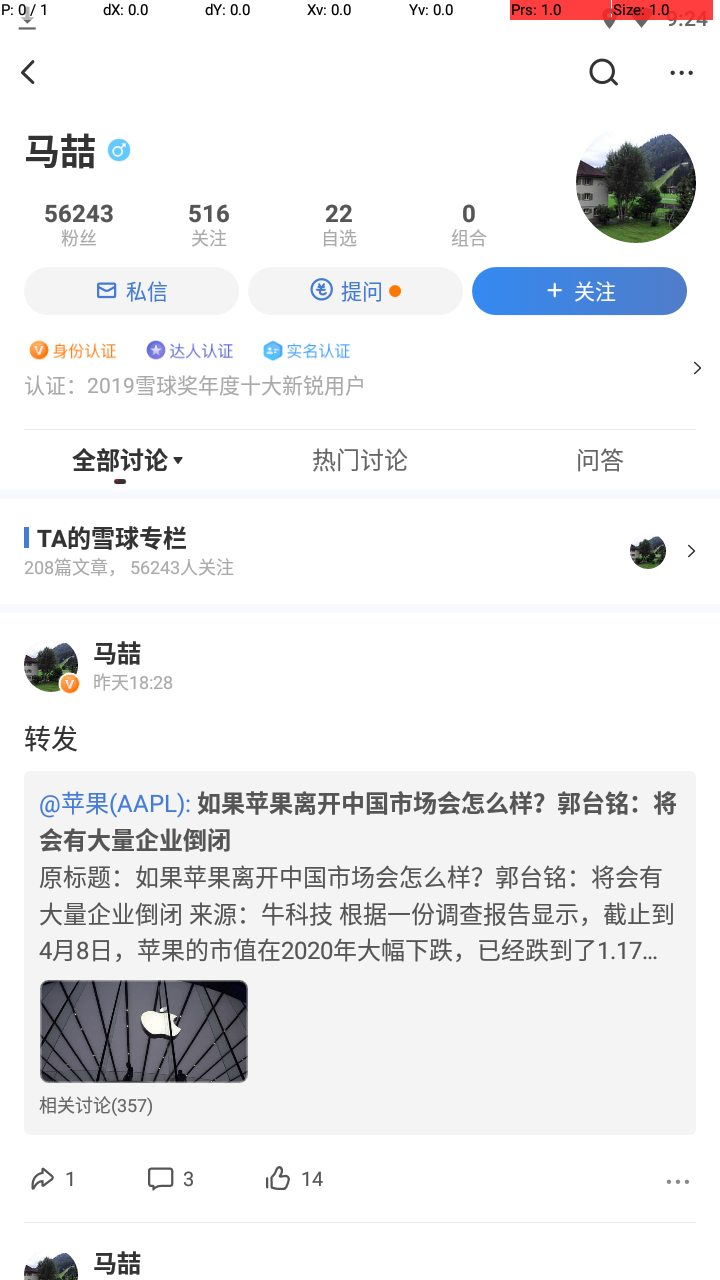 P: 0 / 1 dX: 0.0 dY: 0.0 Xv: 0.0 Yv: 0.0 Prs: 1.0 Size: 1.0
9:24
马喆
56243 516 22 0
粉丝 关注 自选 组合
私信 提问 + 关注
V 身份认证 达人认证 实名认证
认证：2019雪球奖年度十大新锐用户
全部讨论 热门讨论 问答
TA的雪球专栏
208篇文章， 56243人关注
马喆
V 昨天18:28
转发
@苹果(AAPL): 如果苹果离开中国市场会怎么样？郭台铭：将
会有大量企业倒闭
原标题：如果苹果离开中国市场会怎么样？郭台铭：将会有
大量企业倒闭 来源：牛科技 根据一份调查报告显示，截止到
4月8日，苹果的市值在2020年大幅下跌，已经跌到了1.17...
相关讨论(357)
1 3 14
马喆